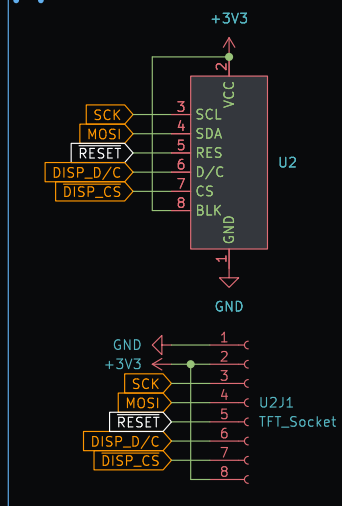 +3V3
2
VCC
SCK 3 SCL
MOSI 4 SDA
RESET 5 RES
DISP_D/C 6 D/C
DISP_CS 7 CS
8 BLK
U2
GND
1
GND
GND 1
+3V3 2
SCK 3
MOSI 4 U2J1
RESET 5 TFT_Socket
DISP_D/C 6
DISP_CS 7
8